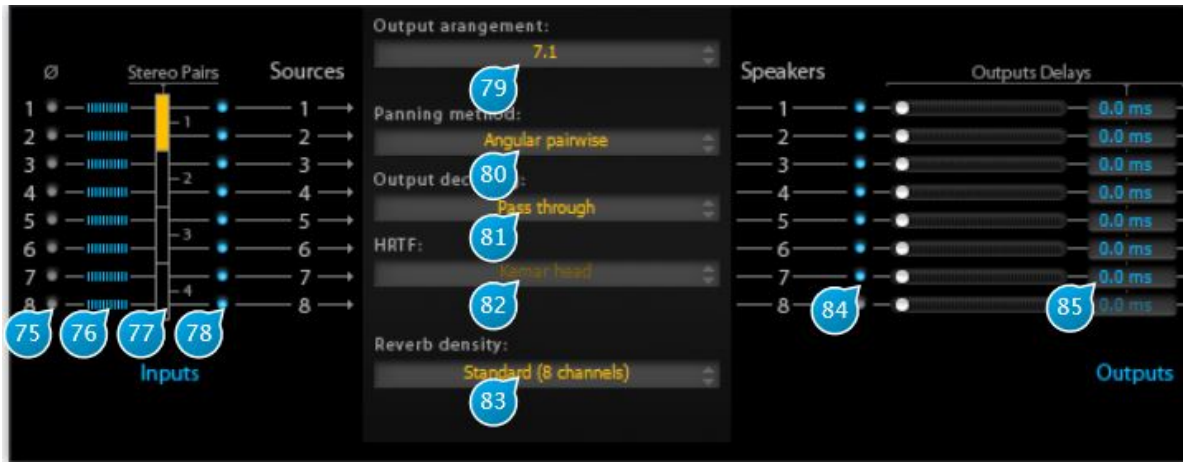 Output arangement:
7.1
79
Ø Stereo Pairs Sources
Speakers Outputs Delays
Panning method:
Angular pairwise
80
Pass through
81
HRTF:
Kemar head
82
Reverb density:
Standard (8 channels)
83
1 1 1 1 0.0 ms
2 2 2 0.0 ms
3 2 3 3 0.0 ms
4 4 4 0.0 ms
5 3 5 5 0.0 ms
6 6 6 0.0 ms
7 4 7 7 0.0 ms
8 8 8 0.0 ms
75 76 77 78
84 85
Inputs
Outputs